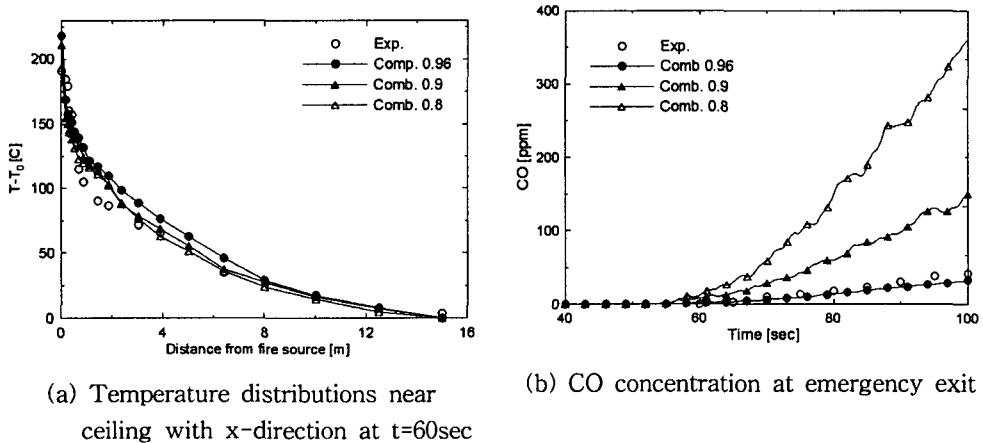 200
150
100
50
0
T-T₀ [C]
0 4 8 12 16
Distance from fire source [m]
Exp.
Comp. 0.96
Comb. 0.9
Comb. 0.8
400
300
200
100
0
CO [ppm]
40 60 80 100
Time [sec]
Exp.
Comb 0.96
Comb. 0.9
Comb. 0.8
(a) Temperature distributions near
ceiling with x-direction at t=60sec
(b) CO concentration at emergency exit